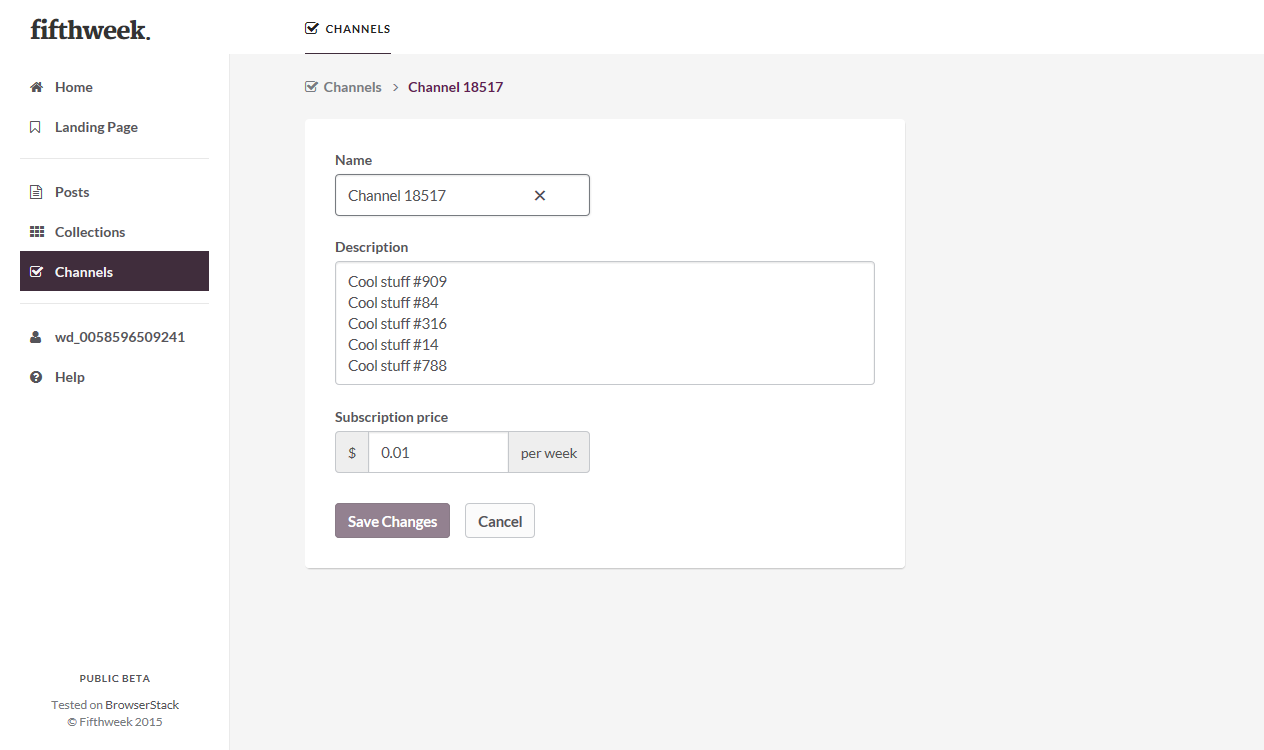 fifthweek.
CHANNELS
Home
Landing Page
Posts
Collections
Channels
wd_0058596509241
Help
PUBLIC BETA
Tested on BrowserStack
© Fifthweek 2015
Channels > Channel 18517
Name
Channel 18517
Description
Cool stuff #909
Cool stuff #84
Cool stuff #316
Cool stuff #14
Cool stuff #788
Subscription price
$ 0.01 per week
Save Changes Cancel